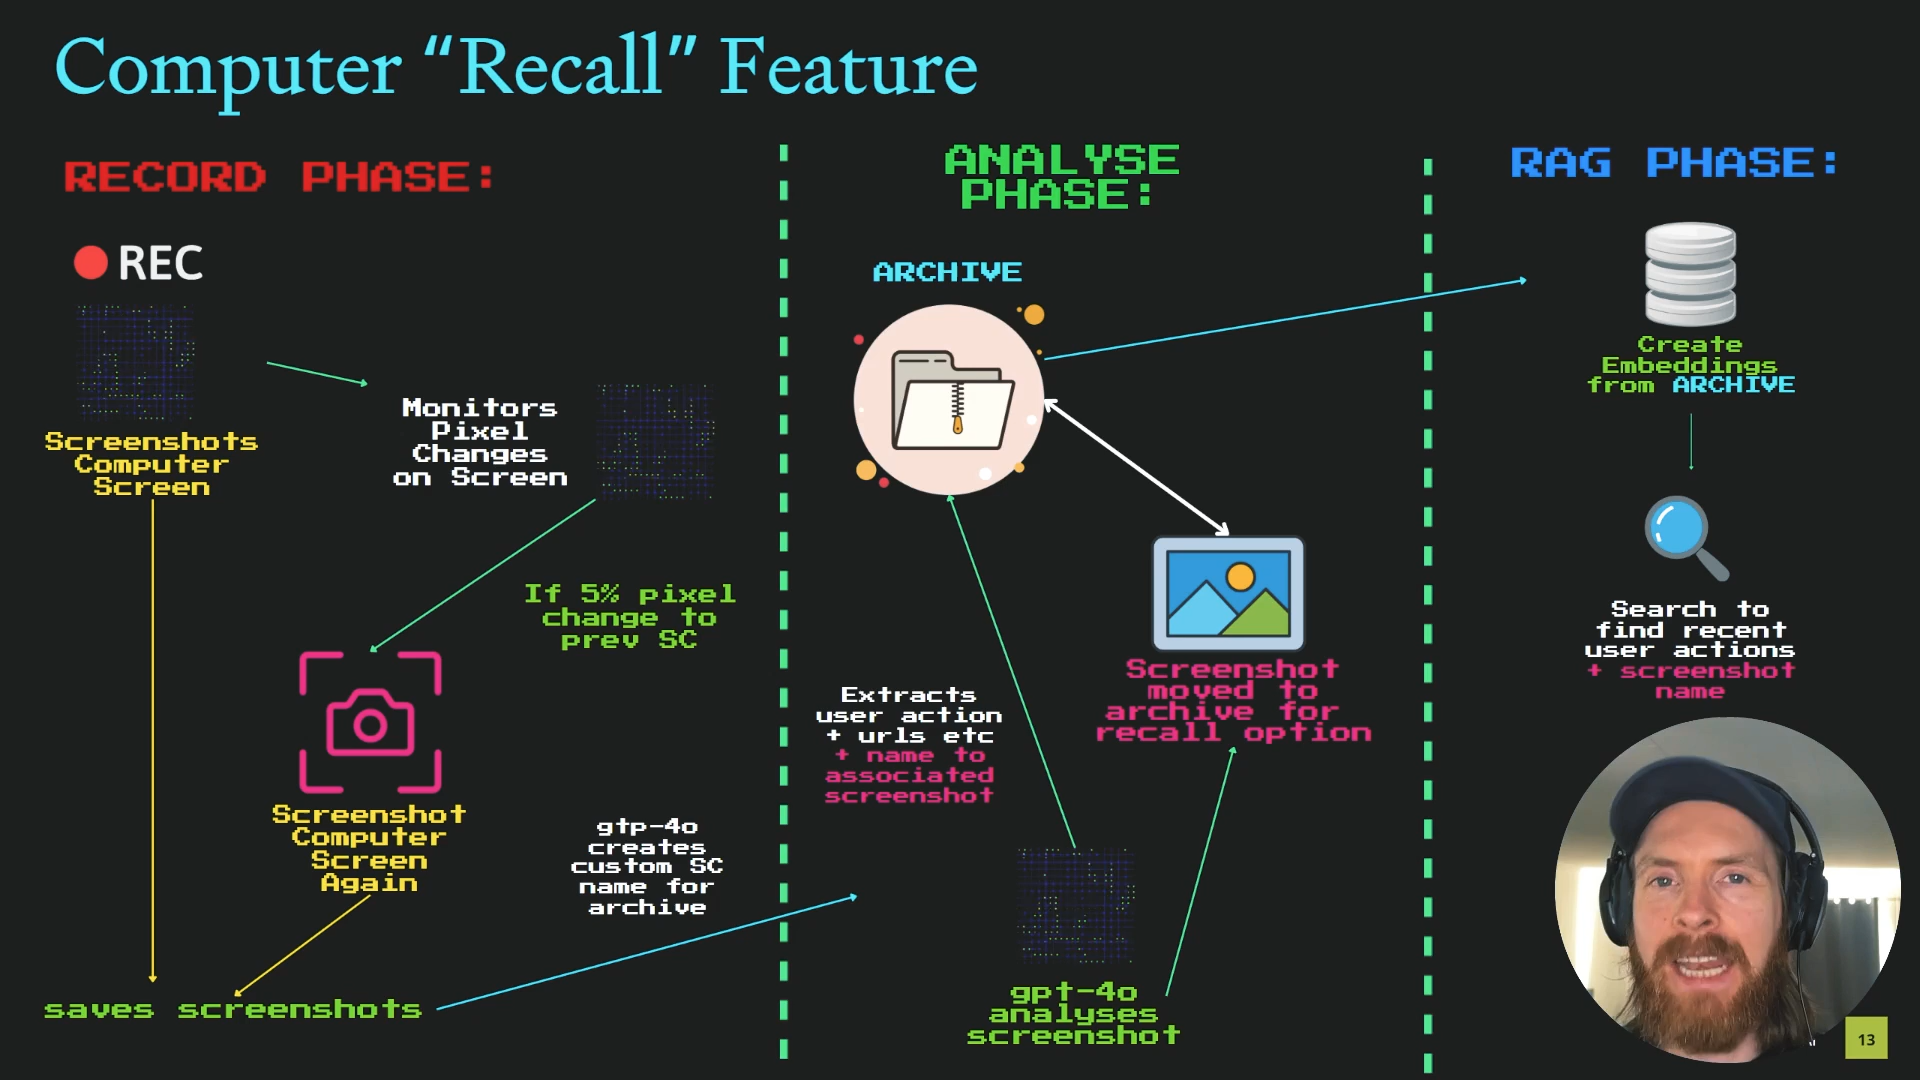 Computer “Recall” Feature
RECORD PHASE:
REC
Screenshots
Computer
Screen
Monitors
Pixel
Changes
on Screen
If 5% pixel
change to
prev SC
Screenshot
Computer
Screen
Again
saves screenshots
gtp-4o
creates
custom SC
name for
archive
ANALYSE
PHASE:
ARCHIVE
Extracts
user action
+ urls etc
+ name to
associated
screenshot
Screenshot
moved to
archive for
recall option
gpt-4o
analyses
screenshot
RAG PHASE:
Create
Embeddings
from ARCHIVE
Search to
find recent
user actions
+ screenshot
name
13